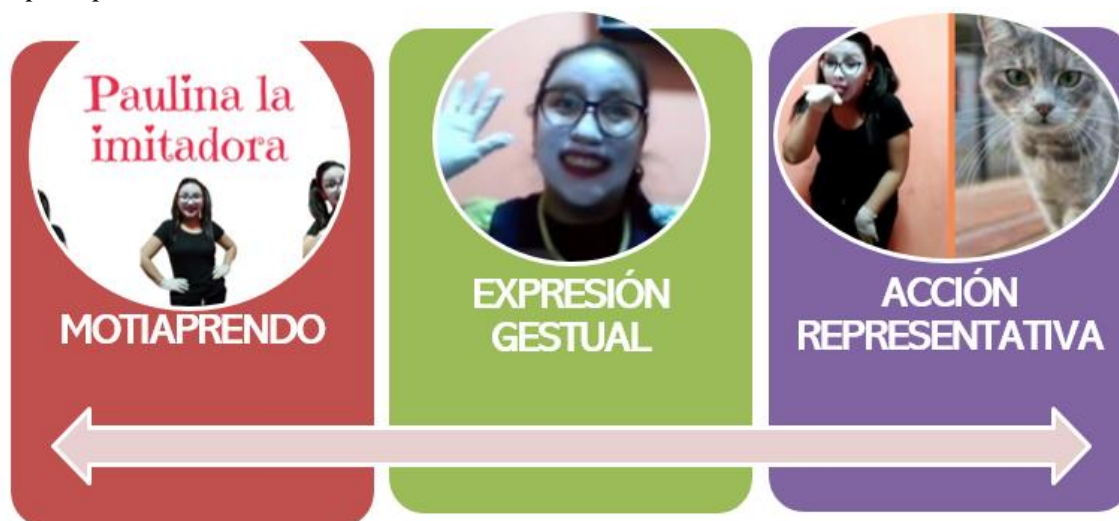 Paulina la
imitadora
MOTIAPRENDO
EXPRESIÓN
GESTUAL
ACCIÓN
REPRESENTATIVA